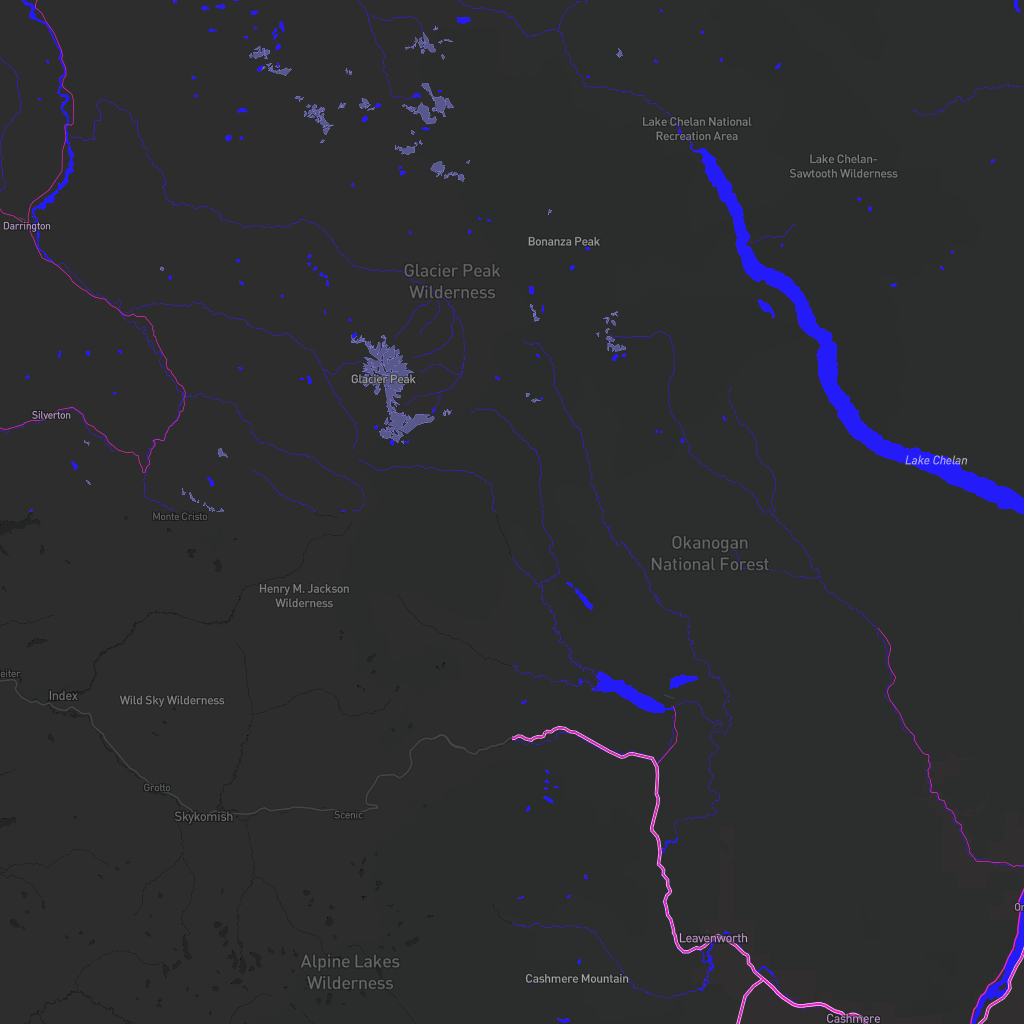 Lake Chelan National
Recreation Area
Lake Chelan-
Sawtooth Wilderness
Darrington
Bonanza Peak
Glacier Peak
Wilderness
Glacier Peak
Silverton
Lake Chelan
Monte Cristo
Okanogan
National Forest
Henry M. Jackson
Wilderness
eiter
Index
Wild Sky Wilderness
Grotto
Skykomish
Scenic
Or
Leavenworth
Alpine Lakes
Wilderness
Cashmere Mountain
Cashmere